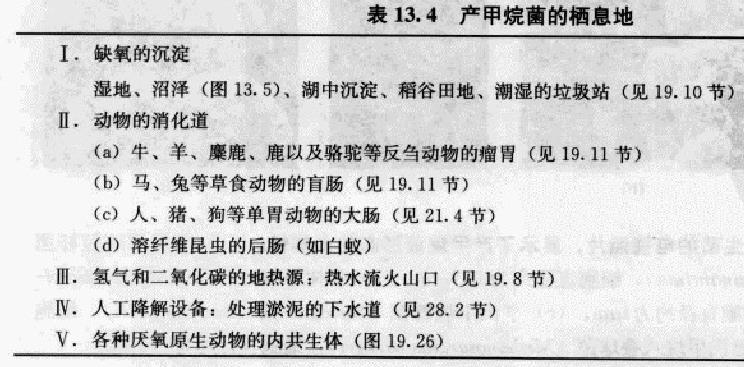 表 13.4 产甲烷菌的栖息地
Ⅰ. 缺氧的沉淀
湿地、沼泽（图 13.5）、湖中沉淀、稻谷田地、潮湿的垃圾站（见 19.10 节）
Ⅱ. 动物的消化道
（a）牛、羊、麋鹿、鹿以及骆驼等反刍动物的瘤胃（见 19.11 节）
（b）马、兔等草食动物的盲肠（见 19.11 节）
（c）人、猪、狗等单胃动物的大肠（见 21.4 节）
（d）溶纤维昆虫的后肠（如白蚁）
Ⅲ. 氢气和二氧化碳的地热源：热水流火山口（见 19.8 节）
Ⅳ. 人工降解设备：处理淤泥的下水道（见 28.2 节）
Ⅴ. 各种厌氧原生动物的内共生体（图 19.26）